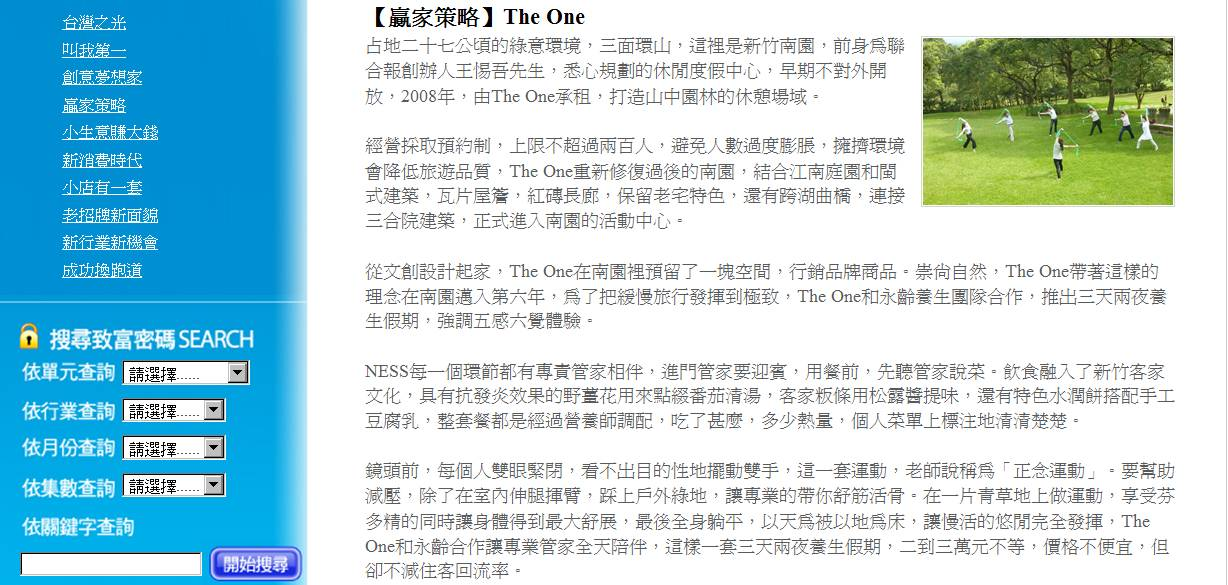 台灣之光
叫我第一
創意夢想家
贏家策略
小生意賺大錢
新消費時代
小店有一套
老招牌新面貌
新行業新機會
成功換跑道
搜尋致富密碼 SEARCH
依單元查詢 請選擇......
依行業查詢 請選擇......
依月份查詢 請選擇......
依集數查詢 請選擇......
依關鍵字查詢
開始搜尋
【贏家策略】The One
占地二十七公頃的綠意環境，三面環山，這裡是新竹南園，前身為聯
合報創辦人王惕吾先生，悉心規劃的休閒度假中心，早期不對外開
放，2008年，由The One承租，打造山中園林的休憩場域。
經營採取預約制，上限不超過兩百人，避免人數過度膨脹，擁擠環境
會降低旅遊品質，The One重新修復過後的南園，結合江南庭園和閩
式建築，瓦片屋簷，紅磚長廊，保留老宅特色，還有跨湖曲橋，連接
三合院建築，正式進入南園的活動中心。
從文創設計起家，The One在南園裡預留了一塊空間，行銷品牌商品。崇尚自然，The One帶著這樣的
理念在南園邁入第六年，為了把緩慢旅行發揮到極致，The One和永齡養生團隊合作，推出三天兩夜養
生假期，強調五感六覺體驗。
NESS每一個環節都有專責管家相伴，進門管家要迎賓，用餐前，先聽管家說菜。飲食融入了新竹客家
文化，具有抗發炎效果的野薑花用來點綴番茄清湯，客家粄條用松露醬提味，還有特色水潤餅搭配手工
豆腐乳，整套餐都是經過營養師調配，吃了甚麼，多少熱量，個人菜單上標注地清清楚楚。
鏡頭前，每個人雙眼緊閉，看不出目的性地擺動雙手，這一套運動，老師說稱為「正念運動」。要幫助
減壓，除了在室內伸腿揮臂，踩上戶外綠地，讓專業的帶你舒筋活骨。在一片青草地上做運動，享受芬
多精的同時讓身體得到最大舒展，最後全身躺平，以天為被以地為床，讓慢活的悠閒完全發揮，The
One和永齡合作讓專業管家全天陪伴，這樣一套三天兩夜養生假期，二到三萬元不等，價格不便宜，但
卻不減住客回流率。